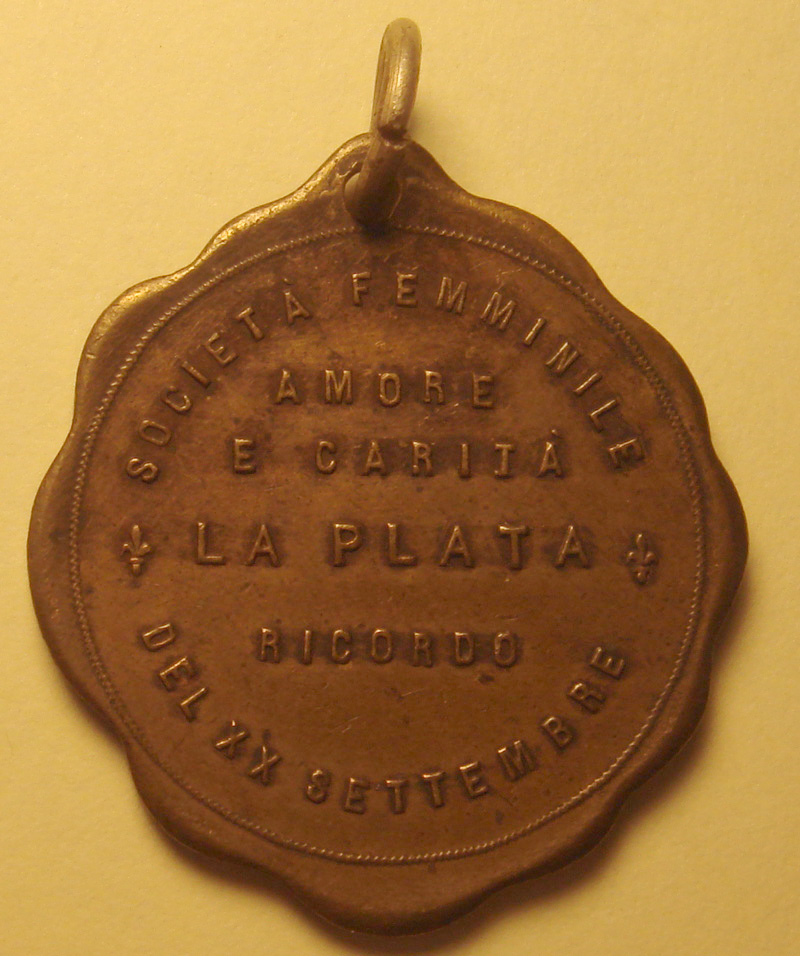 SOCIETÀ FEMMINILE
AMORE
E CARITÀ
LA PLATA
RICORDO
DEL XX SETTEMBRE